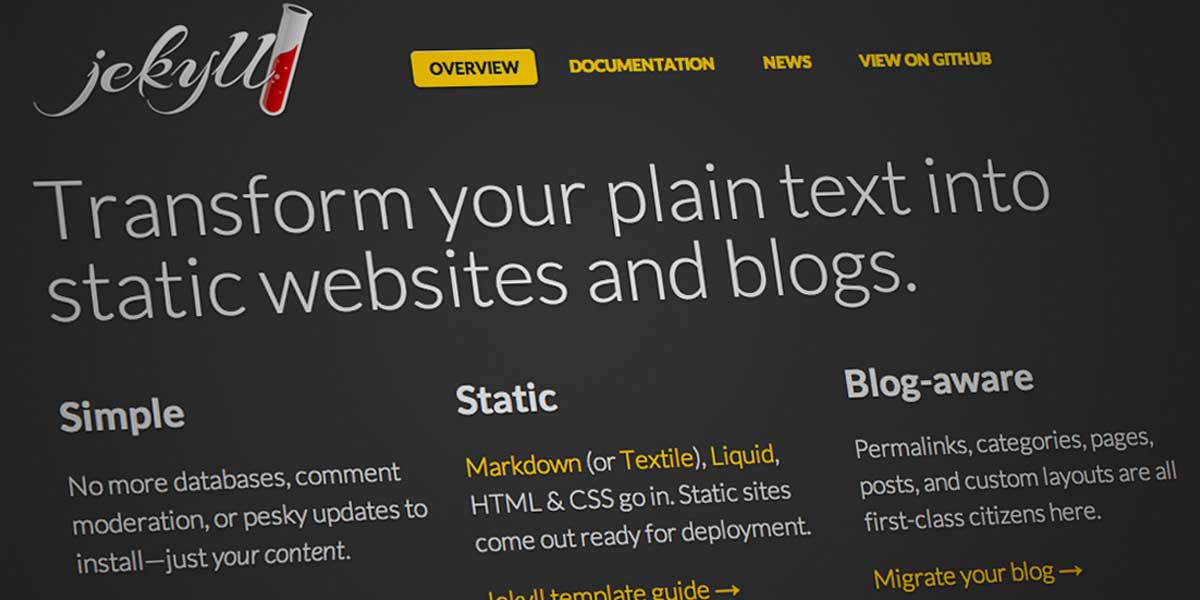 jekyll
OVERVIEW
DOCUMENTATION
NEWS
VIEW ON GITHUB
Transform your plain text into
static websites and blogs.
Simple
No more databases, comment
moderation, or pesky updates to
install—just your content.
Static
Markdown (or Textile), Liquid,
HTML & CSS go in. Static sites
come out ready for deployment.
Jekyll template guide →
Blog-aware
Permalinks, categories, pages,
posts, and custom layouts are all
first-class citizens here.
Migrate your blog →